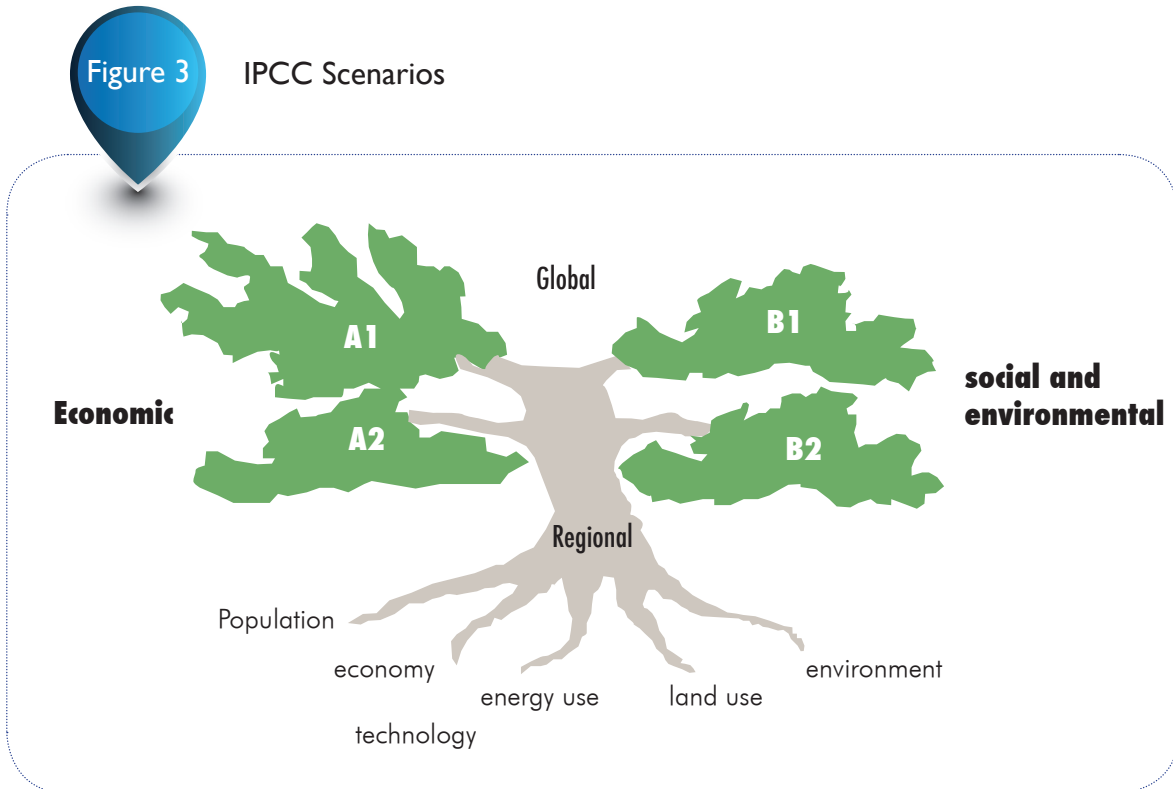 Figure 3
IPCC Scenarios
Global
A1
B1
Economic
social and
environmental
A2
B2
Regional
Population
economy
energy use
land use
environment
technology